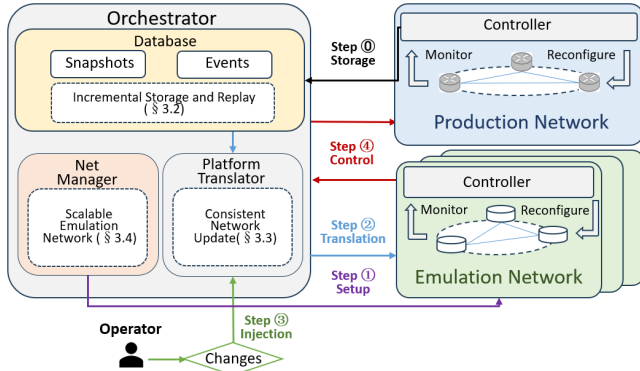 Orchestrator
Database
Snapshots
Events
Incremental Storage and Replay
( § 3.2)
Net
Manager
Scalable
Emulation
Network ( § 3.4)
Platform
Translator
Consistent
Network
Update( § 3.3)
Step ⓪
Storage
Step ④
Control
Step ②
Translation
Step ①
Setup
Step ③
Injection
Operator
Changes
Controller
Monitor
Reconfigure
Production Network
Controller
Monitor
Reconfigure
Emulation Network